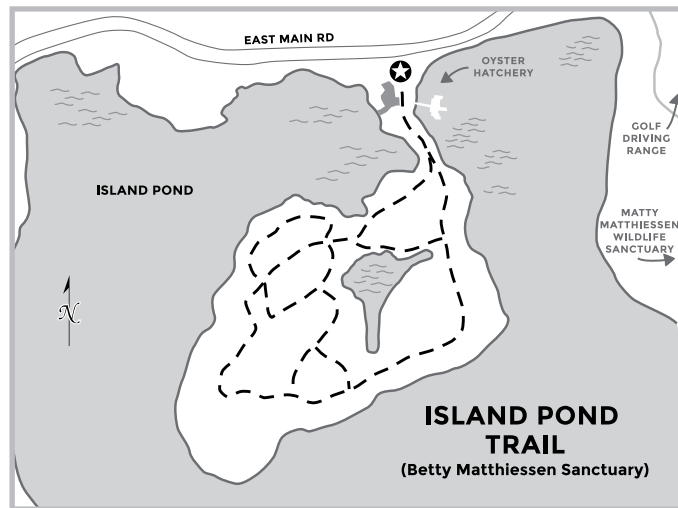 EAST MAIN RD
OYSTER
HATCHERY
GOLF
DRIVING
RANGE
ISLAND POND
MATTY
MATTHIESSEN
WILDLIFE
SANCTUARY
N
ISLAND POND
TRAIL
(Betty Matthiessen Sanctuary)